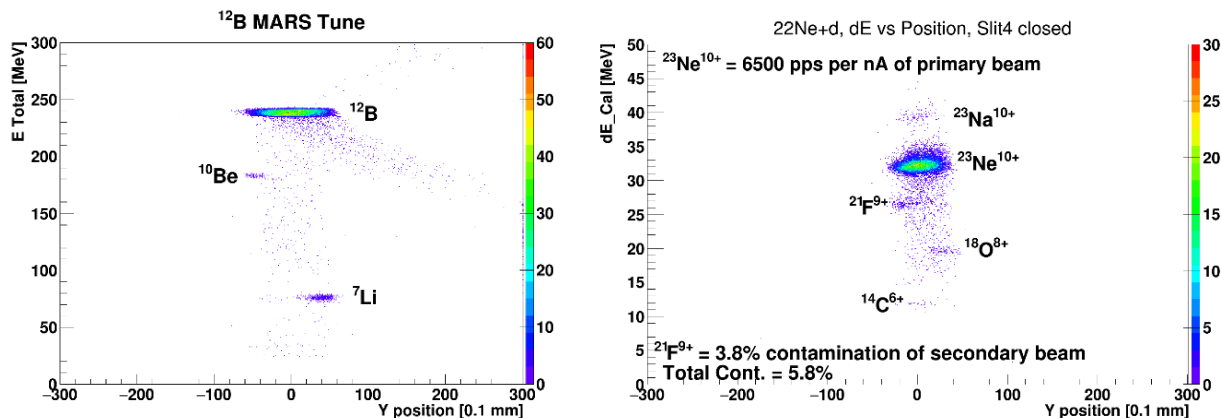 ¹²B MARS Tune
E Total [MeV]
300
250
200
150
100
50
0
¹²B
¹⁰Be
⁷Li
−300 −200 −100 0 100 200 300
Y position [0.1 mm]
60
50
40
30
20
10
0
22Ne+d, dE vs Position, Slit4 closed
dE_Cal [MeV]
50
45
40
35
30
25
20
15
10
5
0
²³Ne¹⁰⁺ = 6500 pps per nA of primary beam
²³Na¹⁰⁺
²³Ne¹⁰⁺
²¹F⁹⁺
¹⁸O⁸⁺
¹⁴C⁶⁺
²¹F⁹⁺ = 3.8% contamination of secondary beam
Total Cont. = 5.8%
−300 −200 −100 0 100 200 300
Y position [0.1 mm]
30
25
20
15
10
5
0